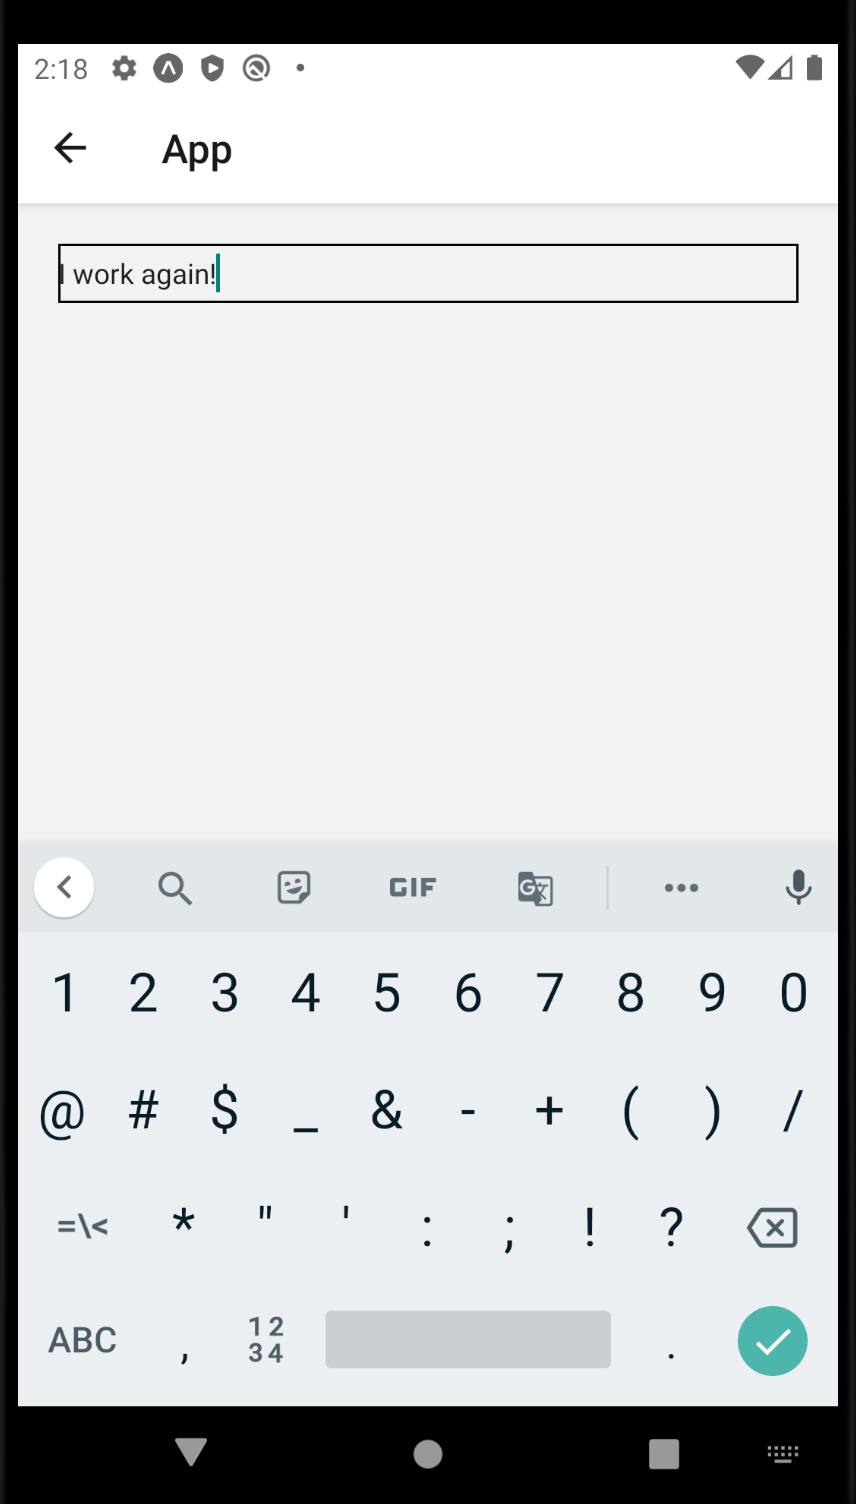 2:18
App
I work again!
GIF
1 2 3 4 5 6 7 8 9 0
@ # $ _ & - + ( ) /
=\< * " ' : ; ! ?
ABC , 12 34 .